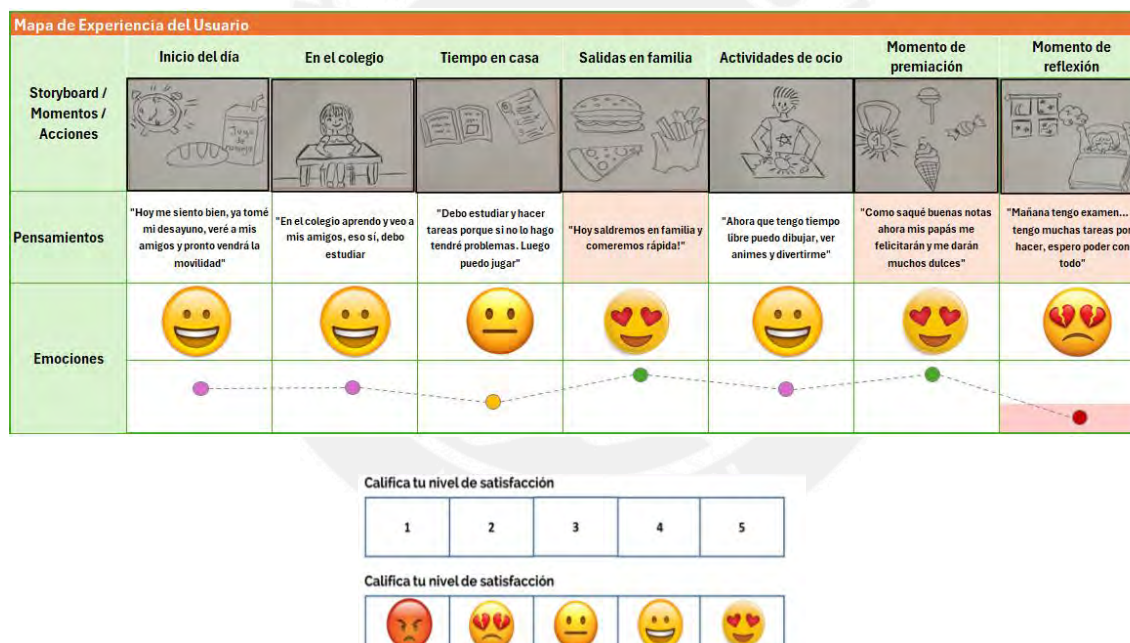 Mapa de Experiencia del Usuario
Inicio del día
En el colegio
Tiempo en casa
Salidas en familia
Actividades de ocio
Momento de
premiación
Momento de
reflexión
Storyboard /
Momentos /
Acciones
Jugo
de
naranja
1
Pensamientos
"Hoy me siento bien, ya tomé
mi desayuno, veré a mis
amigos y pronto vendrá la
movilidad"
"En el colegio aprendo y veo a
mis amigos, eso sí, debo
estudiar
"Debo estudiar y hacer
tareas porque si no lo hago
tendré problemas. Luego
puedo jugar"
"Hoy saldremos en familia y
comeremos rápida!"
"Ahora que tengo tiempo
libre puedo dibujar, ver
animes y divertirme"
"Como saqué buenas notas
ahora mis papás me
felicitarán y me darán
muchos dulces"
"Mañana tengo examen...
tengo muchas tareas por
hacer, espero poder con
todo"
Emociones
Califica tu nivel de satisfacción
1 2 3 4 5
Califica tu nivel de satisfacción